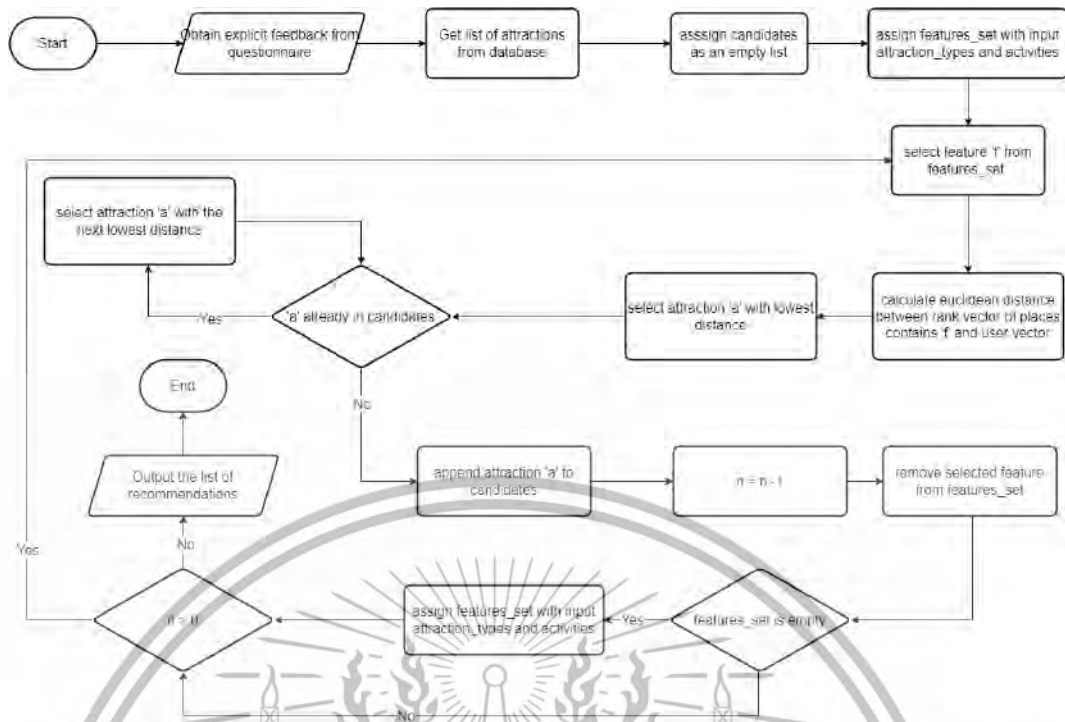 Start
Obtain explicit feedback from
questionnaire
Get list of attractions
from database
asssign candidates
as an empty list
assign features_set with input
attraction_types and activities
select feature 'f' from
features_set
select attraction 'a' with the
next lowest distance
'a' already in candidates
select attraction 'a' with lowest
distance
calculate euclidean distance
between rank vector of places
contains 'f' and user vector
Yes
End
No
Output the list of
recommendations
append attraction 'a' to
candidates
n = n - 1
remove selected feature
from features_set
Yes
No
assign features_set with input
attraction_types and activities
Yes
features_set is empty
n > 0
No